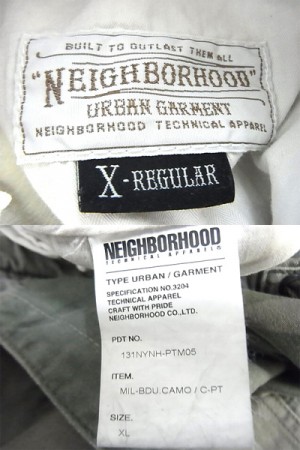 BUILT TO OUTLAST THEM ALL
"NEIGHBORHOOD"
URBAN GARMENT
NEIGHBORHOOD TECHNICAL APPAREL
X-REGULAR
NEIGHBORHOOD
TECHNICAL APPAREL
TYPE URBAN / GARMENT
SPECIFICATION NO.3204
TECHNICAL APPAREL
CRAFT WITH PRIDE
NEIGHBORHOOD CO.,LTD.
PDT NO.
131NYNH-PTM05
ITEM.
MIL-BDU.CAMO / C-PT
SIZE.
XL